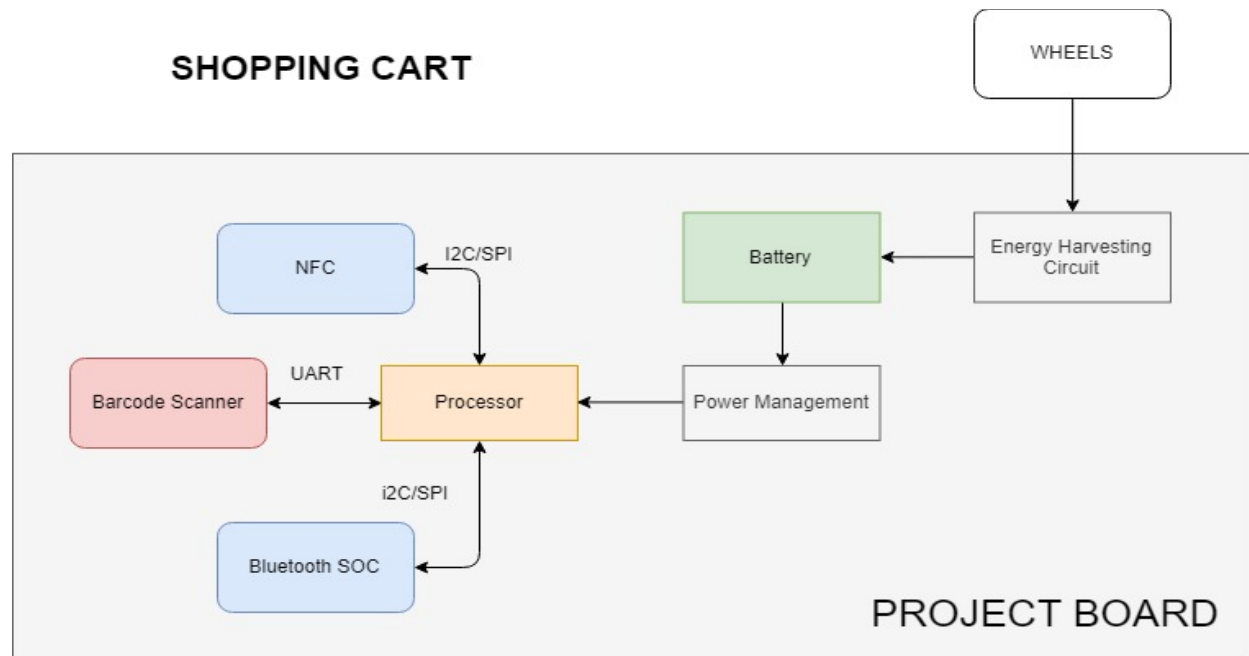 SHOPPING CART
WHEELS
NFC
I2C/SPI
Battery
Energy Harvesting
Circuit
Barcode Scanner
UART
Processor
Power Management
i2C/SPI
Bluetooth SOC
PROJECT BOARD